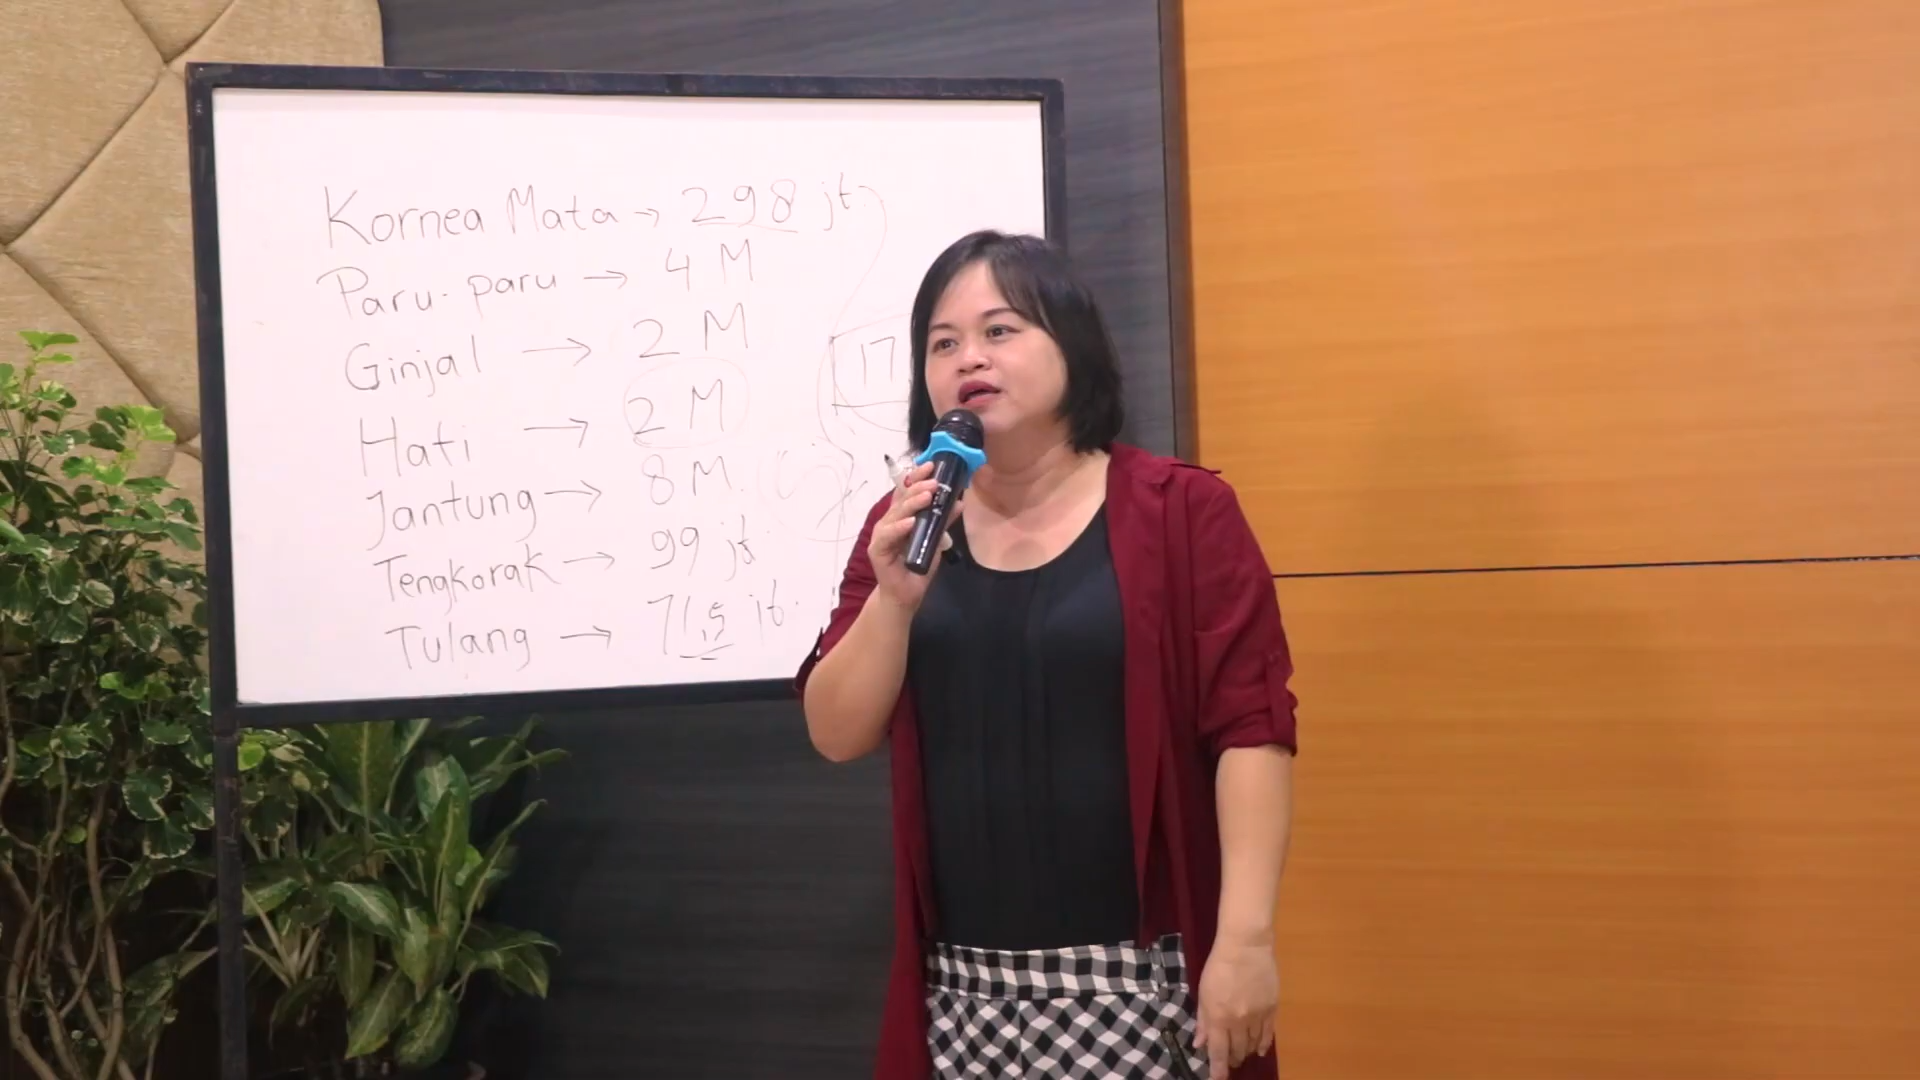 Kornea Mata → 298 jt
Paru-paru → 4 M
Ginjal → 2 M
Hati → 2 M
Jantung → 8 M
Tengkorak → 99 jt
Tulang → 71,5 jt
17